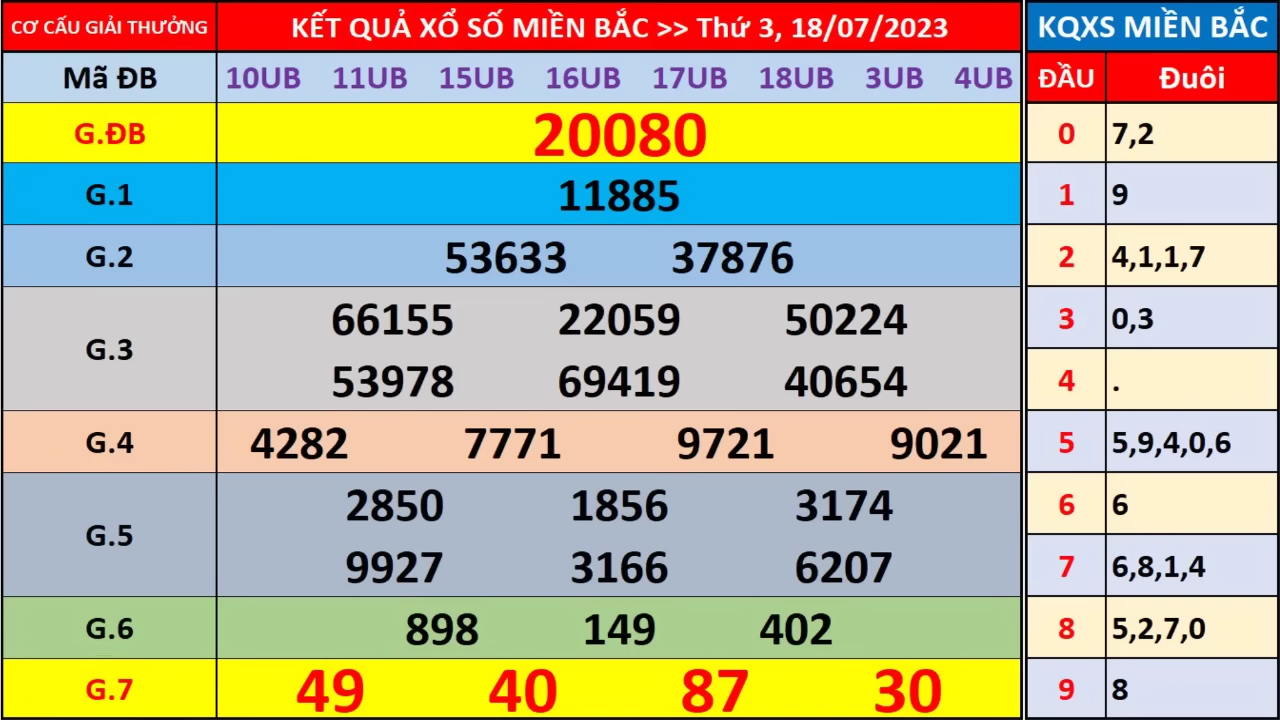 CƠ CẤU GIẢI THƯỞNG
KẾT QUẢ XỔ SỐ MIỀN BẮC >> Thứ 3, 18/07/2023
Mã ĐB 10UB 11UB 15UB 16UB 17UB 18UB 3UB 4UB
G.ĐB 20080
G.1 11885
G.2 53633 37876
G.3 66155 22059 50224
53978 69419 40654
G.4 4282 7771 9721 9021
G.5 2850 1856 3174
9927 3166 6207
G.6 898 149 402
G.7 49 40 87 30
KQXS MIỀN BẮC
ĐẦU Đuôi
0 7,2
1 9
2 4,1,1,7
3 0,3
4 .
5 5,9,4,0,6
6 6
7 6,8,1,4
8 5,2,7,0
9 8